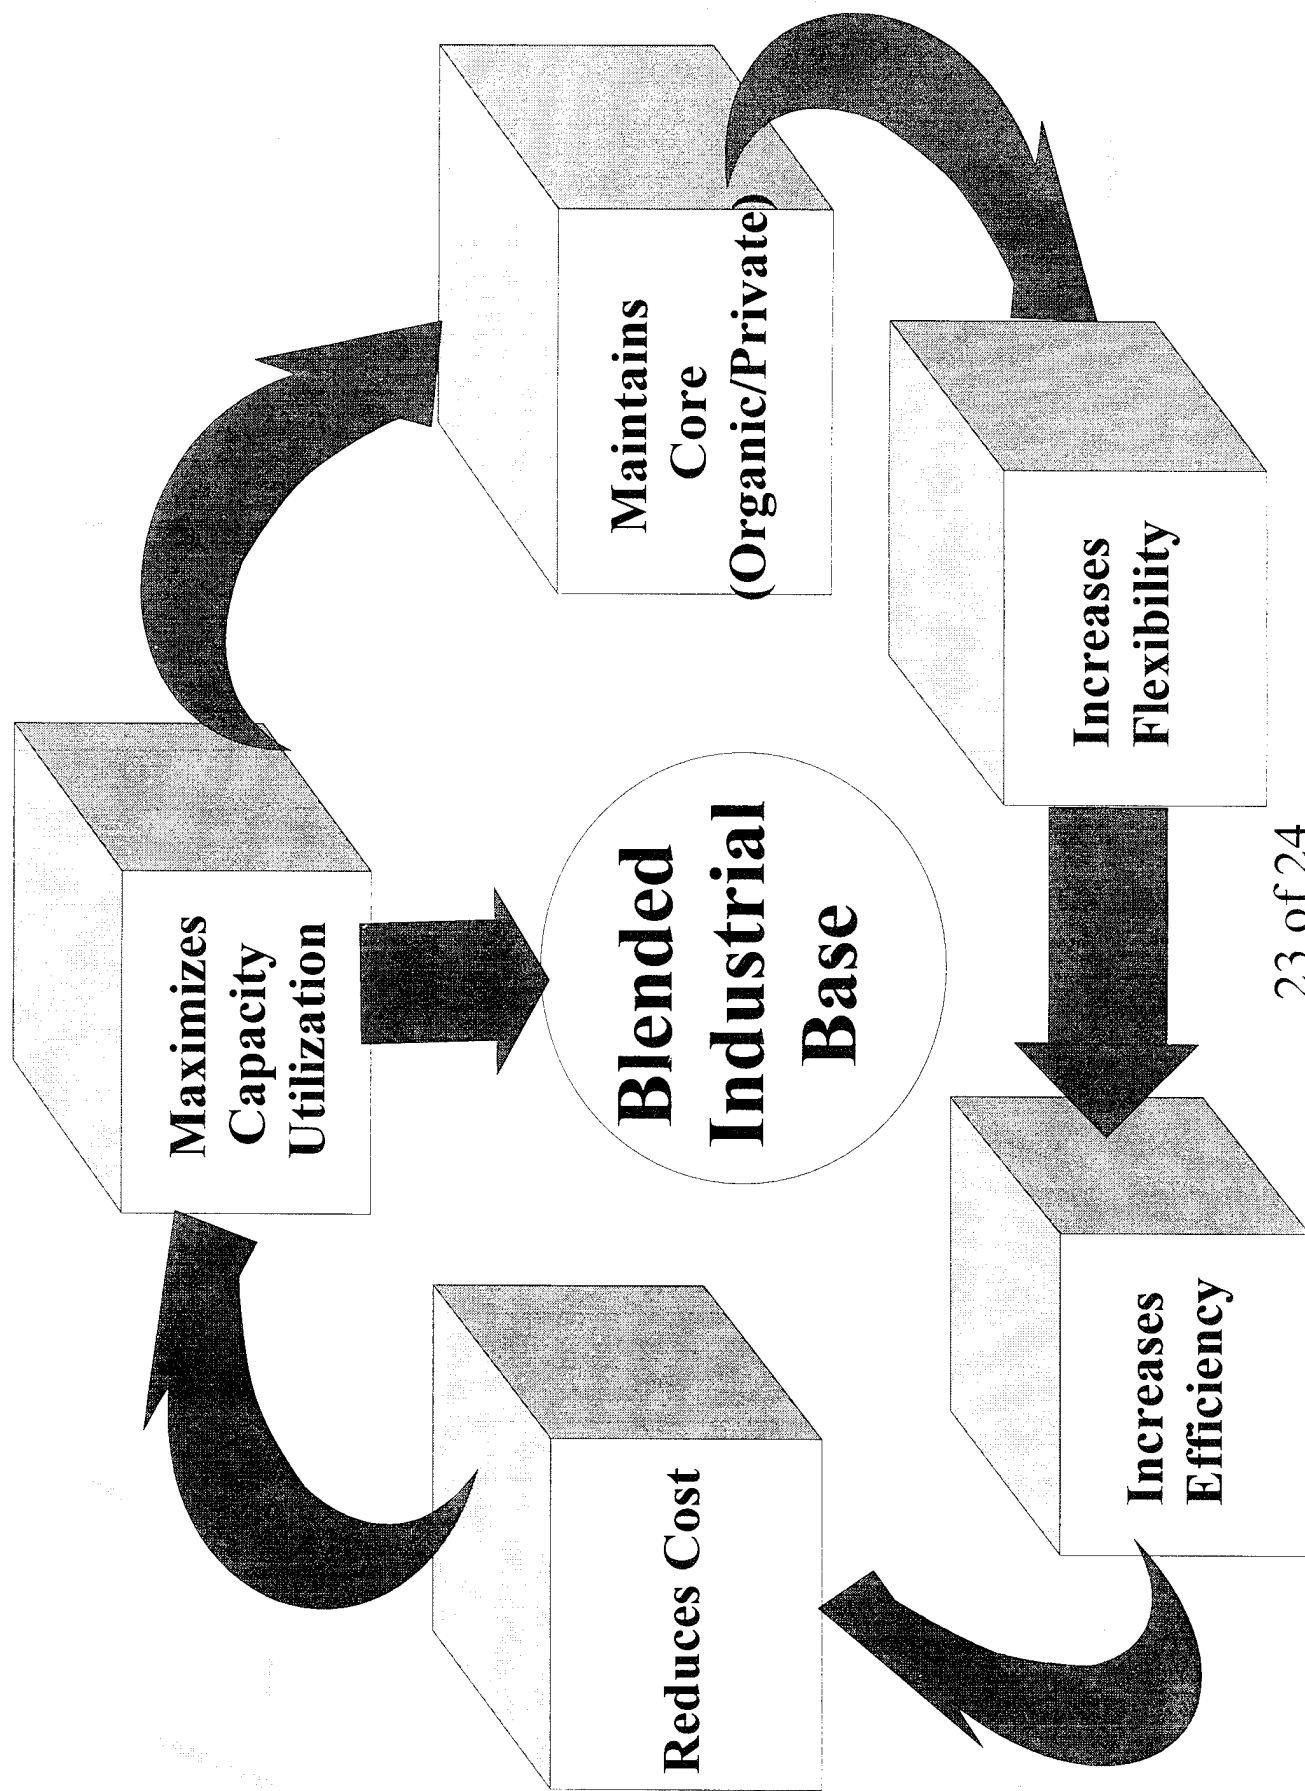 Maximizes
Capacity
Utilization
Maintains
Core
(Organic/Private)
Blended
Industrial
Base
Reduces Cost
Increases
Flexibility
Increases
Efficiency
23 of 24